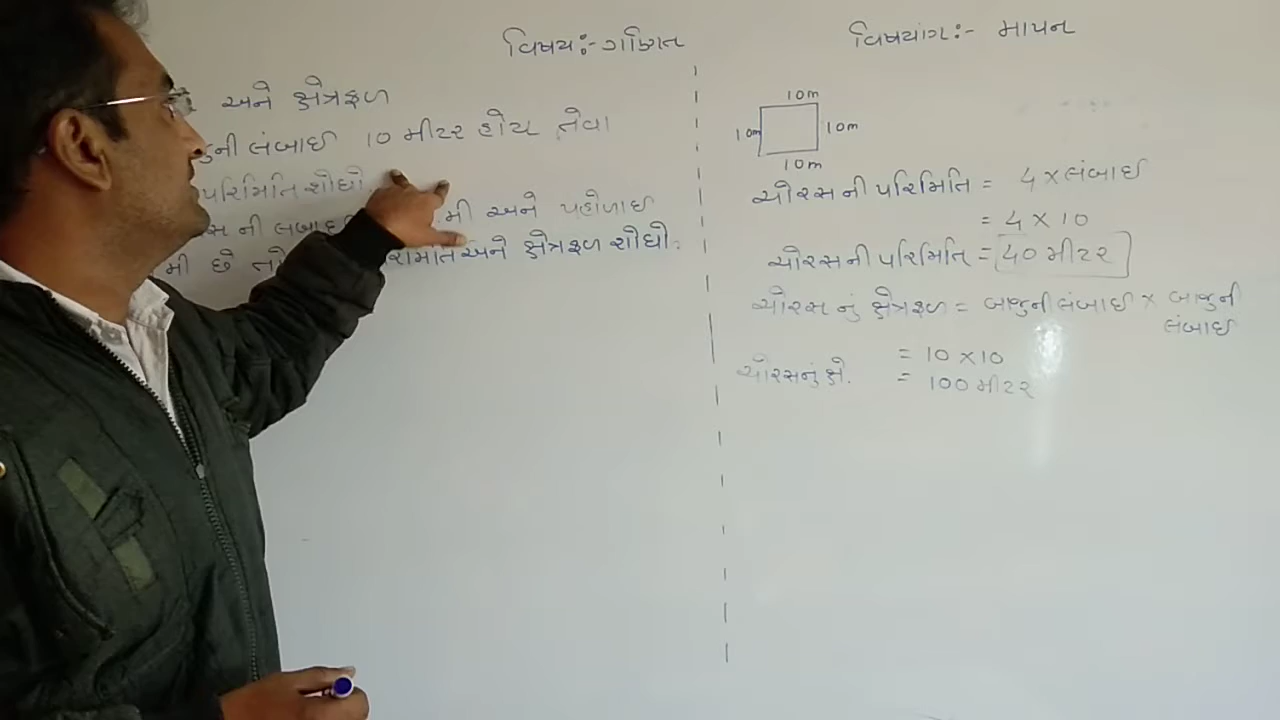 વિષય:- ગણિત
વિષયાંગ:- માપન
અને ક્ષેત્રફળ
જુની લંબાઈ 10 મીટર હોય તેવા
પરિમિતિ શોધો.
ની લંબાઈ મી અને પહોળાઈ
મી છે તો અને ક્ષેત્રફળ શોધો.
10m
10m 10m
10m
ચોરસની પરિમિતિ = 4 × લંબાઈ
= 4 × 10
ચોરસની પરિમિતિ = 40 મીટર
ચોરસ નું ક્ષેત્રફળ = બાજુની લંબાઈ × બાજુની
લંબાઈ
= 10 × 10
ચોરસનું ક્ષે. = 100 મીટર